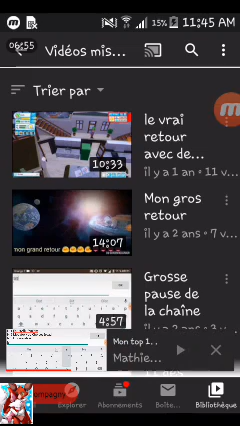 15% 11:45 AM
06:55
Vidéos mis...
Trier par
le vrai
retour
avec de...
il y a 1 an • 11 v...
10:33
Mon gros
retour
il y a 2 ans • 7 v...
mon grand retour
14:07
Grosse
pause de
la chaîne
il y a 2 ans • 3 v...
4:57
Mon top 1. .
Mathie...
Explorer
Abonnements
Boîte...
Bibliothèque